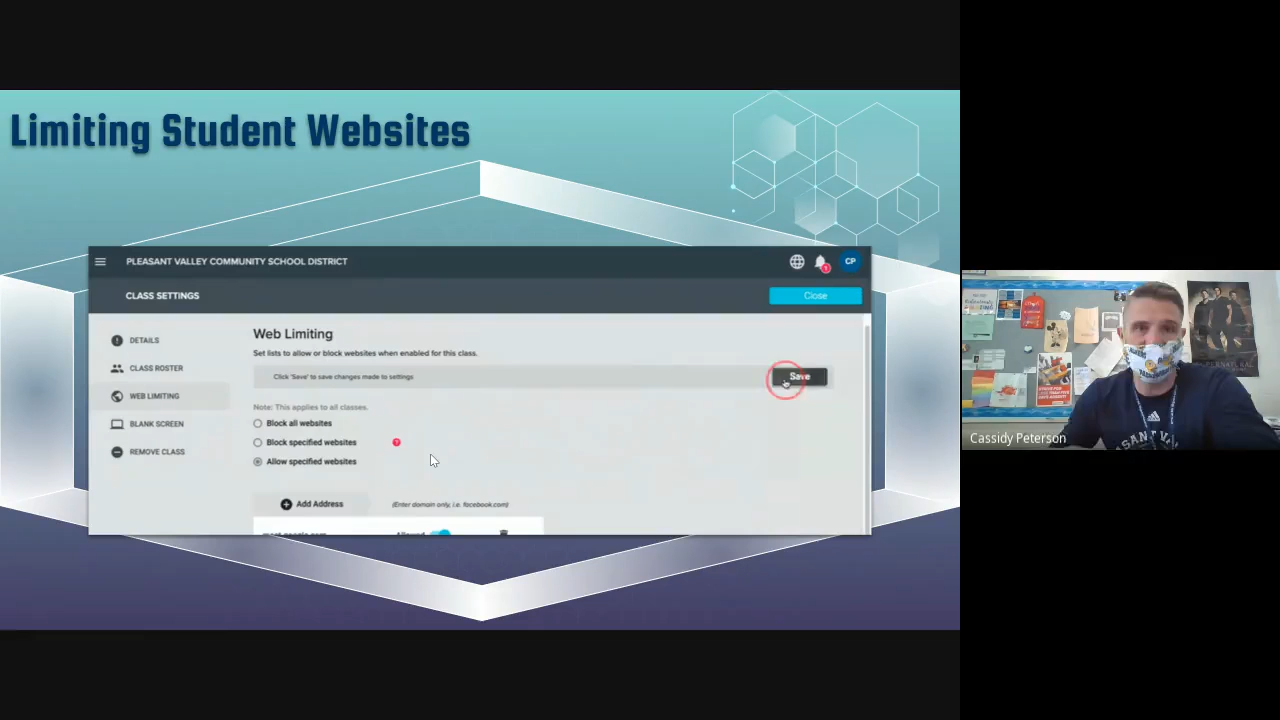 Limiting Student Websites
PLEASANT VALLEY COMMUNITY SCHOOL DISTRICT
CP
CLASS SETTINGS
Close
DETAILS
CLASS ROSTER
WEB LIMITING
BLANK SCREEN
REMOVE CLASS
Web Limiting
Set lists to allow or block websites when enabled for this class.
Click 'Save' to save changes made to settings
Save
Note: This applies to all classes.
Block all websites
Block specified websites
?
Allow specified websites
Add Address
(Enter domain only, i.e. facebook.com)
Allowed
Cassidy Peterson